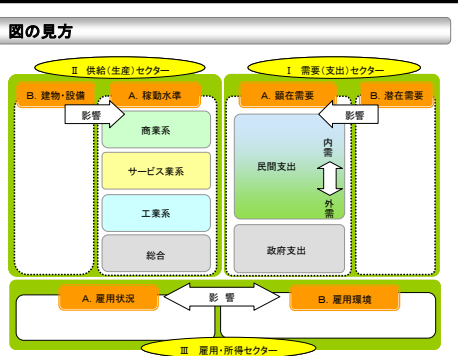 図の見方
Ⅱ 供給(生産)セクター
Ⅰ 需要(支出)セクター
B. 建物・設備
A. 稼動水準
A. 顕在需要
B. 潜在需要
影響
影響
商業系
サービス業系
工業系
総合
民間支出
内需
外需
政府支出
A. 雇用状況
影 響
B. 雇用環境
Ⅲ 雇用・所得セクター